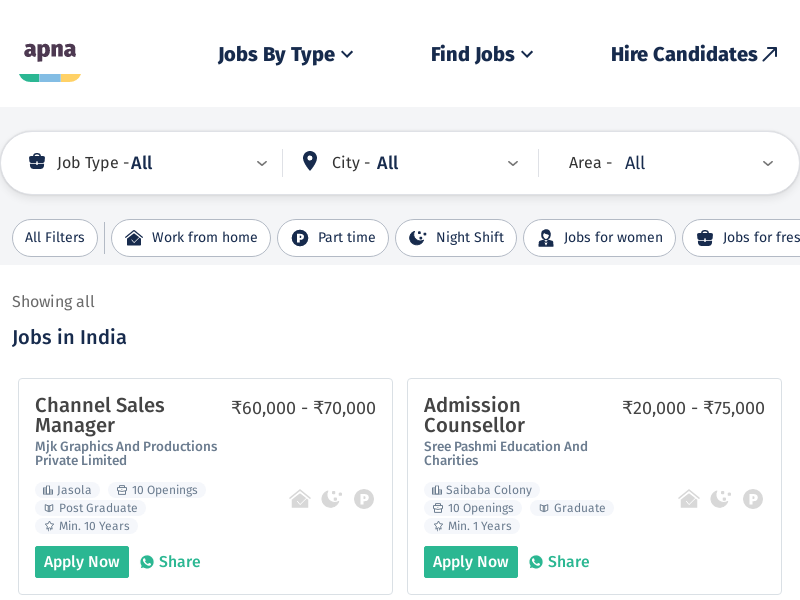 apna
Jobs By Type
Find Jobs
Hire Candidates
Job Type - All
City - All
Area - All
All Filters
Work from home
Part time
Night Shift
Jobs for women
Jobs for fres
Showing all
Jobs in India
Channel Sales
Manager
₹60,000 - ₹70,000
Mjk Graphics And Productions
Private Limited
Jasola
10 Openings
Post Graduate
Min. 10 Years
Apply Now
Share
Admission
Counsellor
₹20,000 - ₹75,000
Sree Pashmi Education And
Charities
Saibaba Colony
10 Openings
Graduate
Min. 1 Years
Apply Now
Share